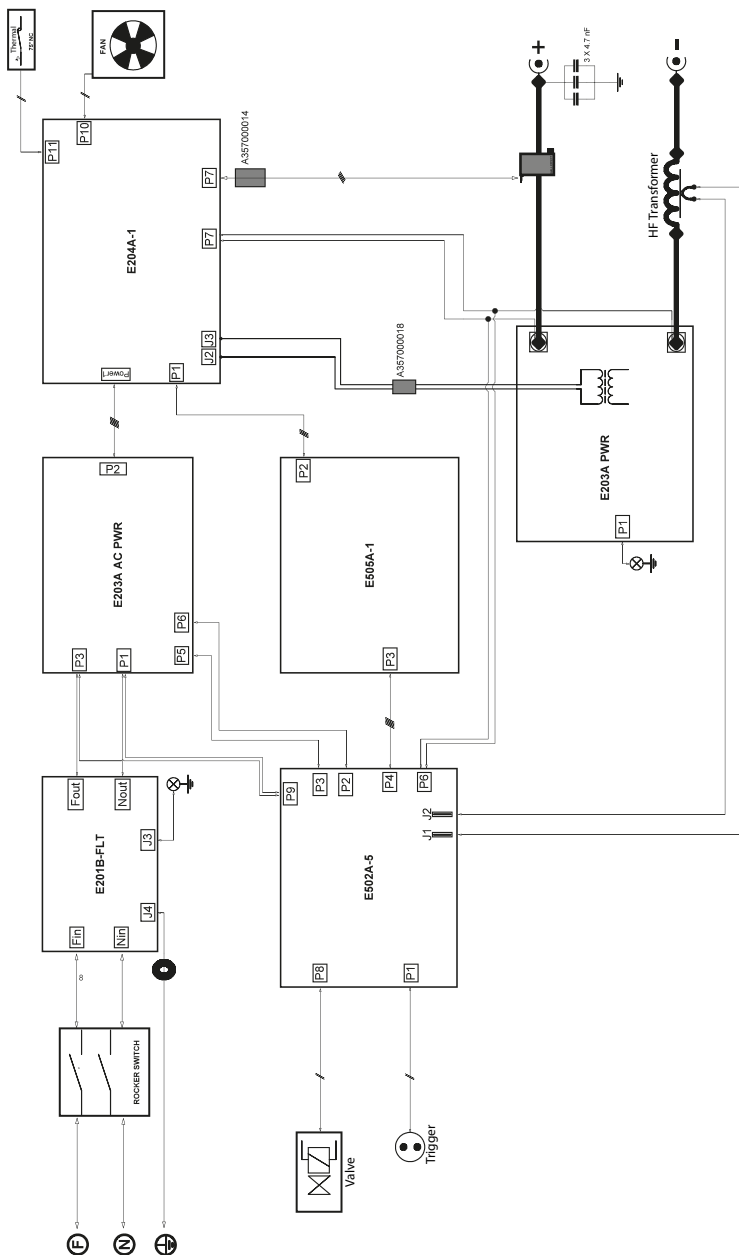 Thermal
75°NC
FAN
P11
P10
E204A-1
P7
A357000014
P7
J3
J2
A357000018
Power1
P1
+
3 X 4.7 nF
-
HF Transformer
P2
E203A AC PWR
P3
P1
P6
P5
P2
E505A-1
P3
E203A PWR
P1
Fout
Nout
E201B-FLT
J3
J4
Fin
Nin
8
P9
P3
P2
P4
P6
J2
J1
E502A-5
P8
P1
ROCKER SWITCH
Valve
Trigger
F
N